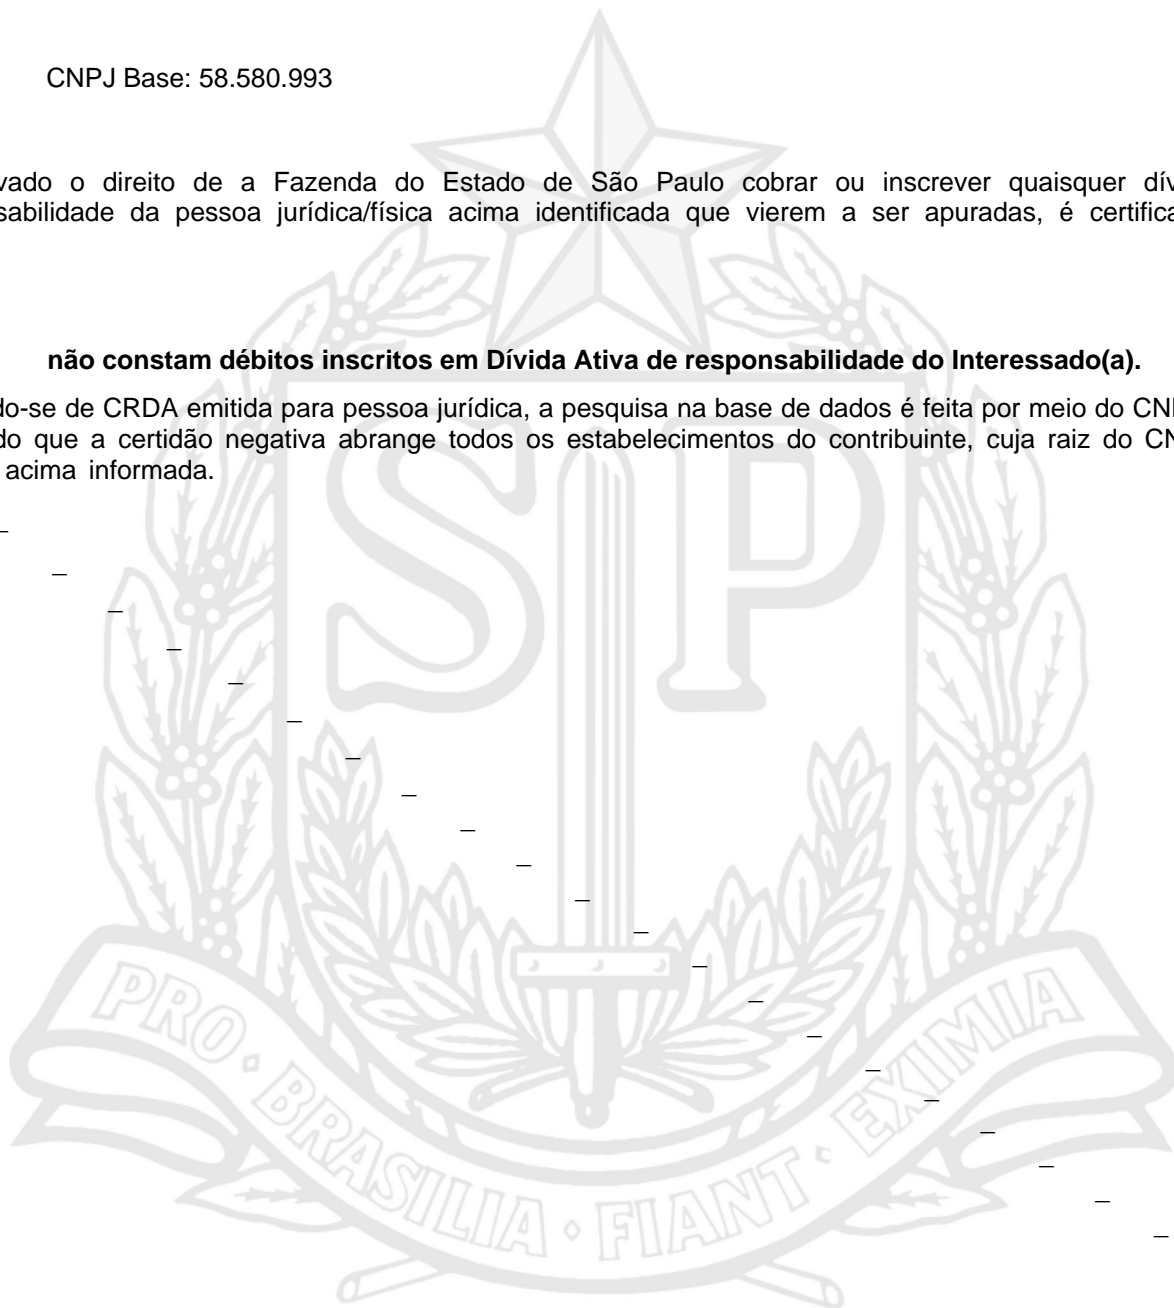 CNPJ Base: 58.580.993
vado o direito de a Fazenda do Estado de São Paulo cobrar ou inscrever quaisquer dív
sabilidade da pessoa jurídica/física acima identificada que vierem a ser apuradas, é certifica
não constam débitos inscritos em Dívida Ativa de responsabilidade do Interessado(a).
do-se de CRDA emitida para pessoa jurídica, a pesquisa na base de dados é feita por meio do CN
do que a certidão negativa abrange todos os estabelecimentos do contribuinte, cuja raiz do CN
acima informada.
SP
PRO • BRASILIA • FIANT • EXIMIA